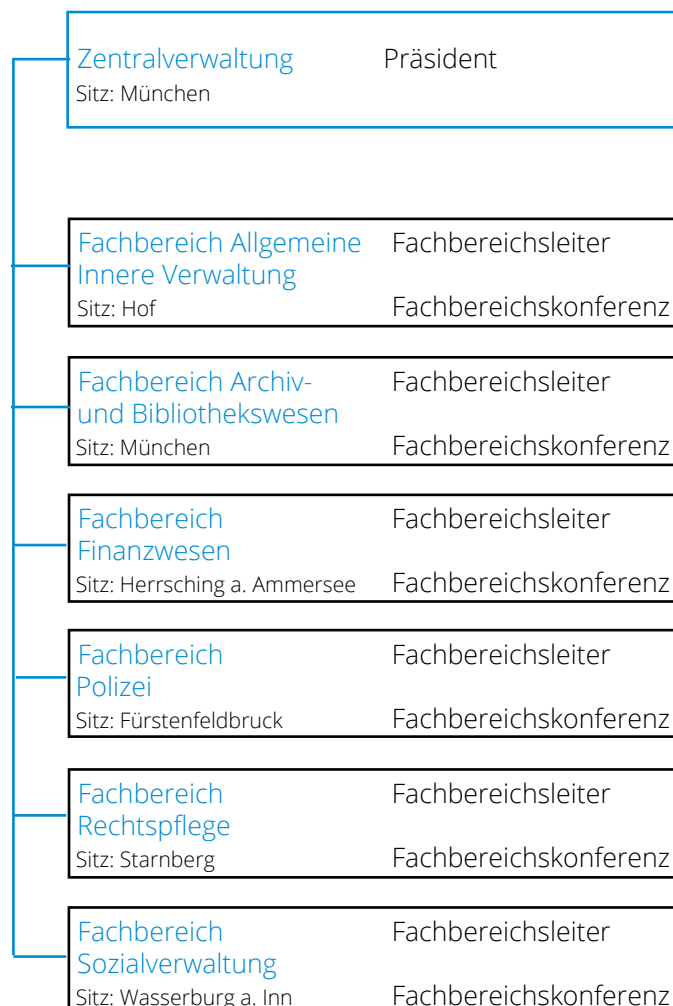 Zentralverwaltung Präsident
Sitz: München
Fachbereich Allgemeine Fachbereichsleiter
Innere Verwaltung
Sitz: Hof Fachbereichskonferenz
Fachbereich Archiv- Fachbereichsleiter
und Bibliothekswesen
Sitz: München Fachbereichskonferenz
Fachbereich Fachbereichsleiter
Finanzwesen
Sitz: Herrsching a. Ammersee Fachbereichskonferenz
Fachbereich Fachbereichsleiter
Polizei
Sitz: Fürstenfeldbruck Fachbereichskonferenz
Fachbereich Fachbereichsleiter
Rechtspflege
Sitz: Starnberg Fachbereichskonferenz
Fachbereich Fachbereichsleiter
Sozialverwaltung
Sitz: Wasserburg a. Inn Fachbereichskonferenz